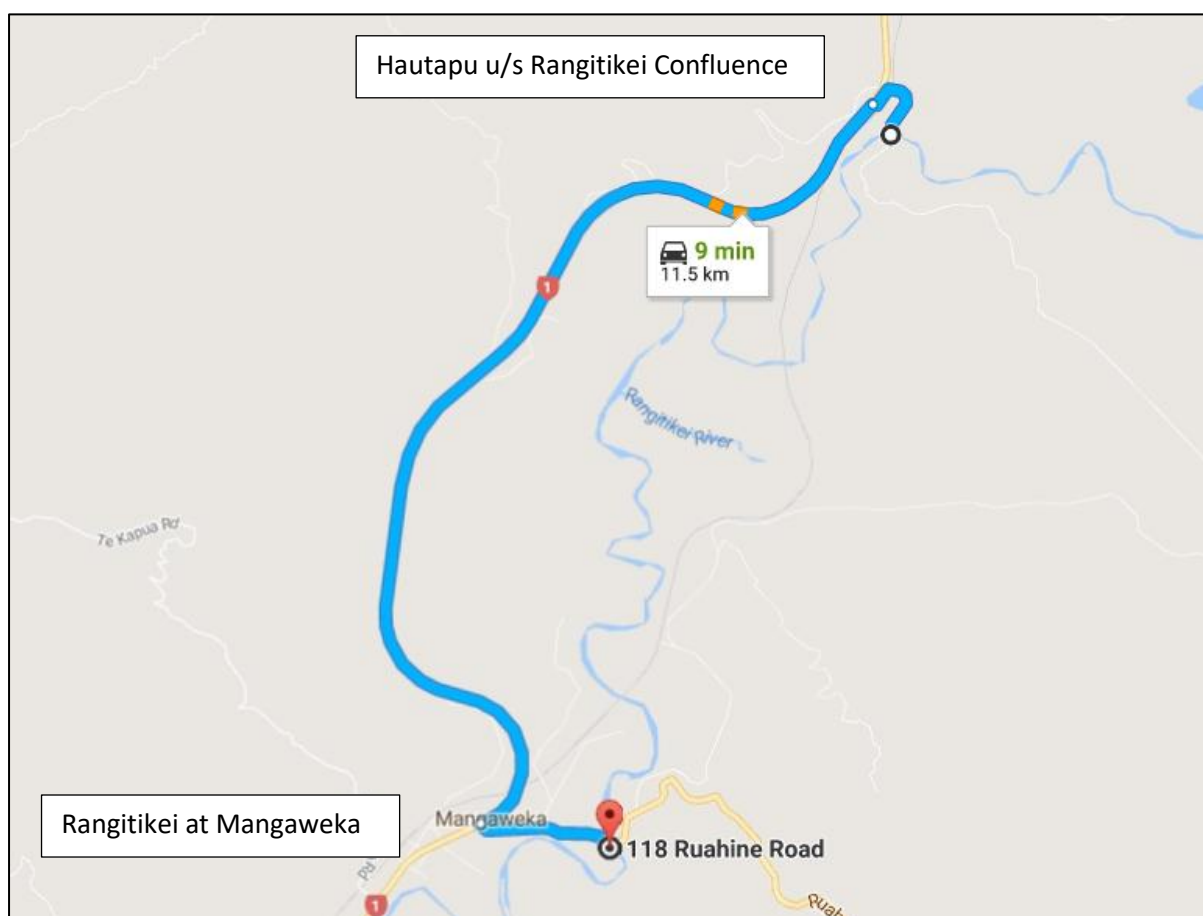 Hautapu u/s Rangitikei Confluence
9 min
11.5 km
1
Rangitikei River
Te Kapua Rd
Rangitikei at Mangaweka
Mangaweka
118 Ruahine Road
Rd
1